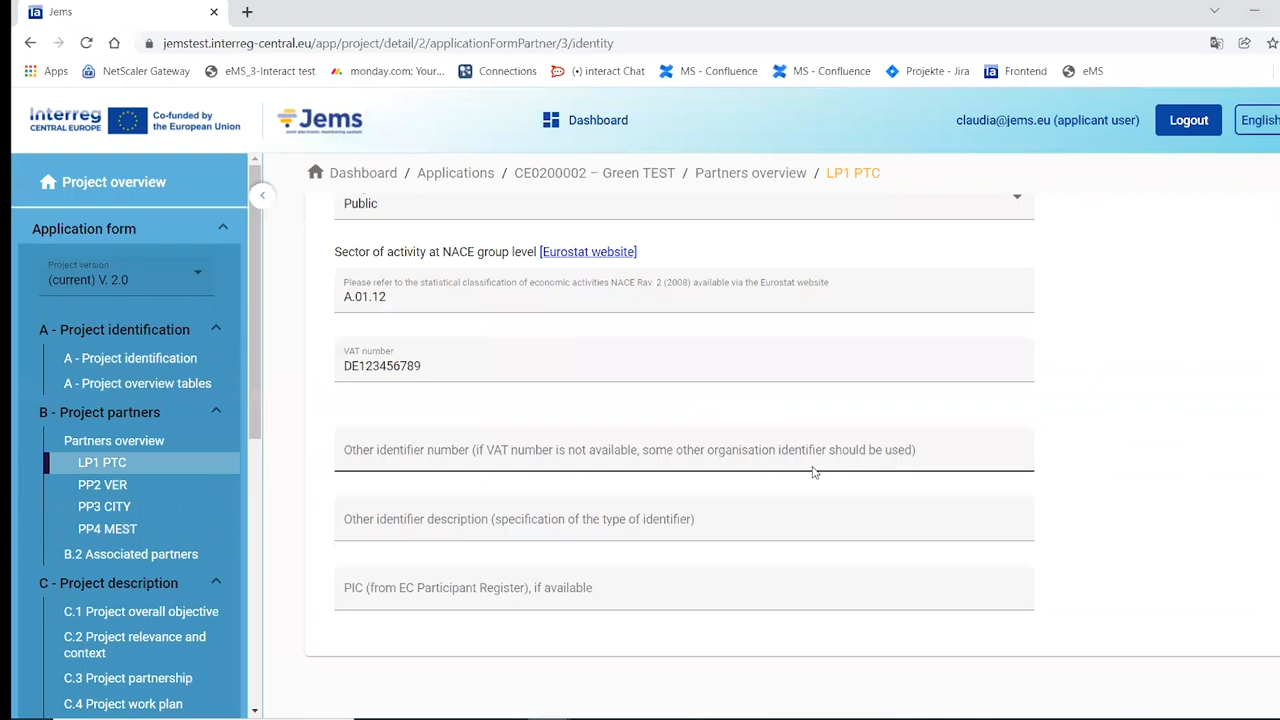 Jems
jemstest.interreg-central.eu/app/project/detail/2/applicationFormPartner/3/identity
Apps NetScaler Gateway eMS_3-Interact test monday.com: Your... Connections (•) interact Chat MS - Confluence MS - Confluence Projekte - Jira Frontend eMS
Interreg
CENTRAL EUROPE
Co-funded by
the European Union
Jems
Joint electronic monitoring system
Dashboard
claudia@jems.eu (applicant user)
Logout
English
Project overview
Dashboard / Applications / CE0200002 – Green TEST / Partners overview / LP1 PTC
Application form
Project version
(current) V. 2.0
A - Project identification
A - Project identification
A - Project overview tables
B - Project partners
Partners overview
LP1 PTC
PP2 VER
PP3 CITY
PP4 MEST
B.2 Associated partners
C - Project description
C.1 Project overall objective
C.2 Project relevance and
context
C.3 Project partnership
C.4 Project work plan
Public
Sector of activity at NACE group level [Eurostat website]
Please refer to the statistical classification of economic activities NACE Rav. 2 (2008) available via the Eurostat website
A.01.12
VAT number
DE123456789
Other identifier number (if VAT number is not available, some other organisation identifier should be used)
Other identifier description (specification of the type of identifier)
PIC (from EC Participant Register), if available